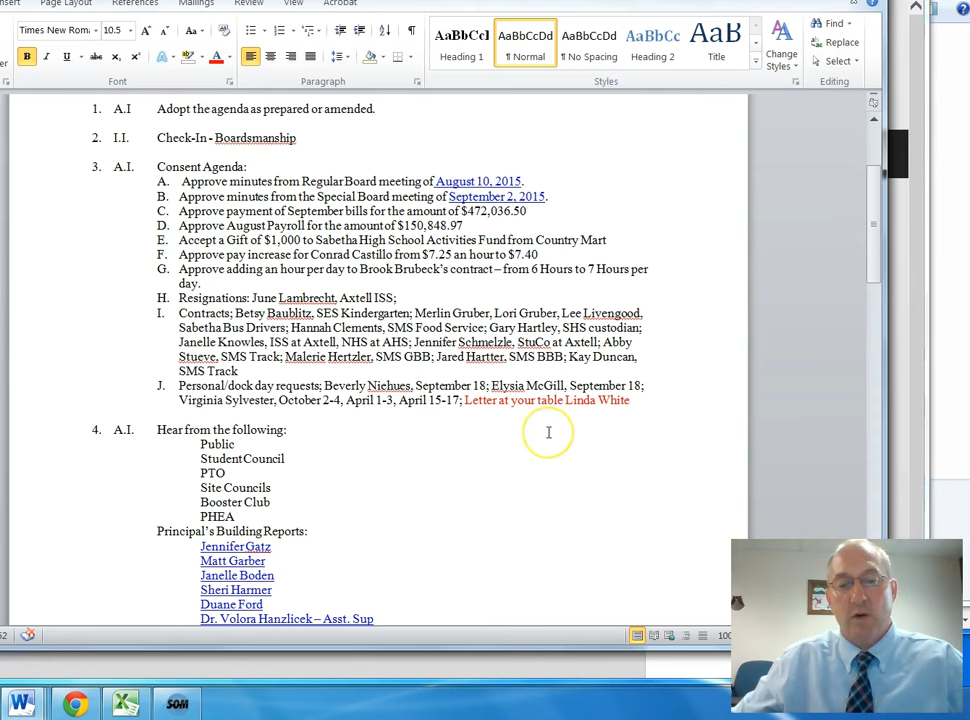 nsert
Page Layout
References
Mailings
Review
View
Acrobat
Times New Rom
10.5
Aa
Find
AaBbCc AaBbCcDd AaBbCcDd AaBbCc AaB
Replace
B I U abc x₂ x² A A
Heading 1 ¶ Normal ¶ No Spacing Heading 2 Title
Change Styles
Select
er
Font
Paragraph
Styles
Editing
1. A.I Adopt the agenda as prepared or amended.
2. I.I. Check-In - Boardsmanship
3. A.I. Consent Agenda:
A. Approve minutes from Regular Board meeting of August 10, 2015.
B. Approve minutes from the Special Board meeting of September 2, 2015.
C. Approve payment of September bills for the amount of $472,036.50
D. Approve August Payroll for the amount of $150,848.97
E. Accept a Gift of $1,000 to Sabetha High School Activities Fund from Country Mart
F. Approve pay increase for Conrad Castillo from $7.25 an hour to $7.40
G. Approve adding an hour per day to Brook Brubeck's contract – from 6 Hours to 7 Hours per
day.
H. Resignations: June Lambrecht, Axtell ISS;
I. Contracts; Betsy Baublitz, SES Kindergarten; Merlin Gruber, Lori Gruber, Lee Livengood,
Sabetha Bus Drivers; Hannah Clements, SMS Food Service; Gary Hartley, SHS custodian;
Janelle Knowles, ISS at Axtell, NHS at AHS; Jennifer Schmelzle, StuCo at Axtell; Abby
Stueve, SMS Track; Malerie Hertzler, SMS GBB; Jared Hartter, SMS BBB; Kay Duncan,
SMS Track
J. Personal/dock day requests; Beverly Niehues, September 18; Elysia McGill, September 18;
Virginia Sylvester, October 2-4, April 1-3, April 15-17; Letter at your table Linda White
4. A.I. Hear from the following:
Public
Student Council
PTO
Site Councils
Booster Club
PHEA
Principal's Building Reports:
Jennifer Gatz
Matt Garber
Janelle Boden
Sheri Harmer
Duane Ford
Dr. Volora Hanzlicek – Asst. Sup
52
100
W
X
SOM